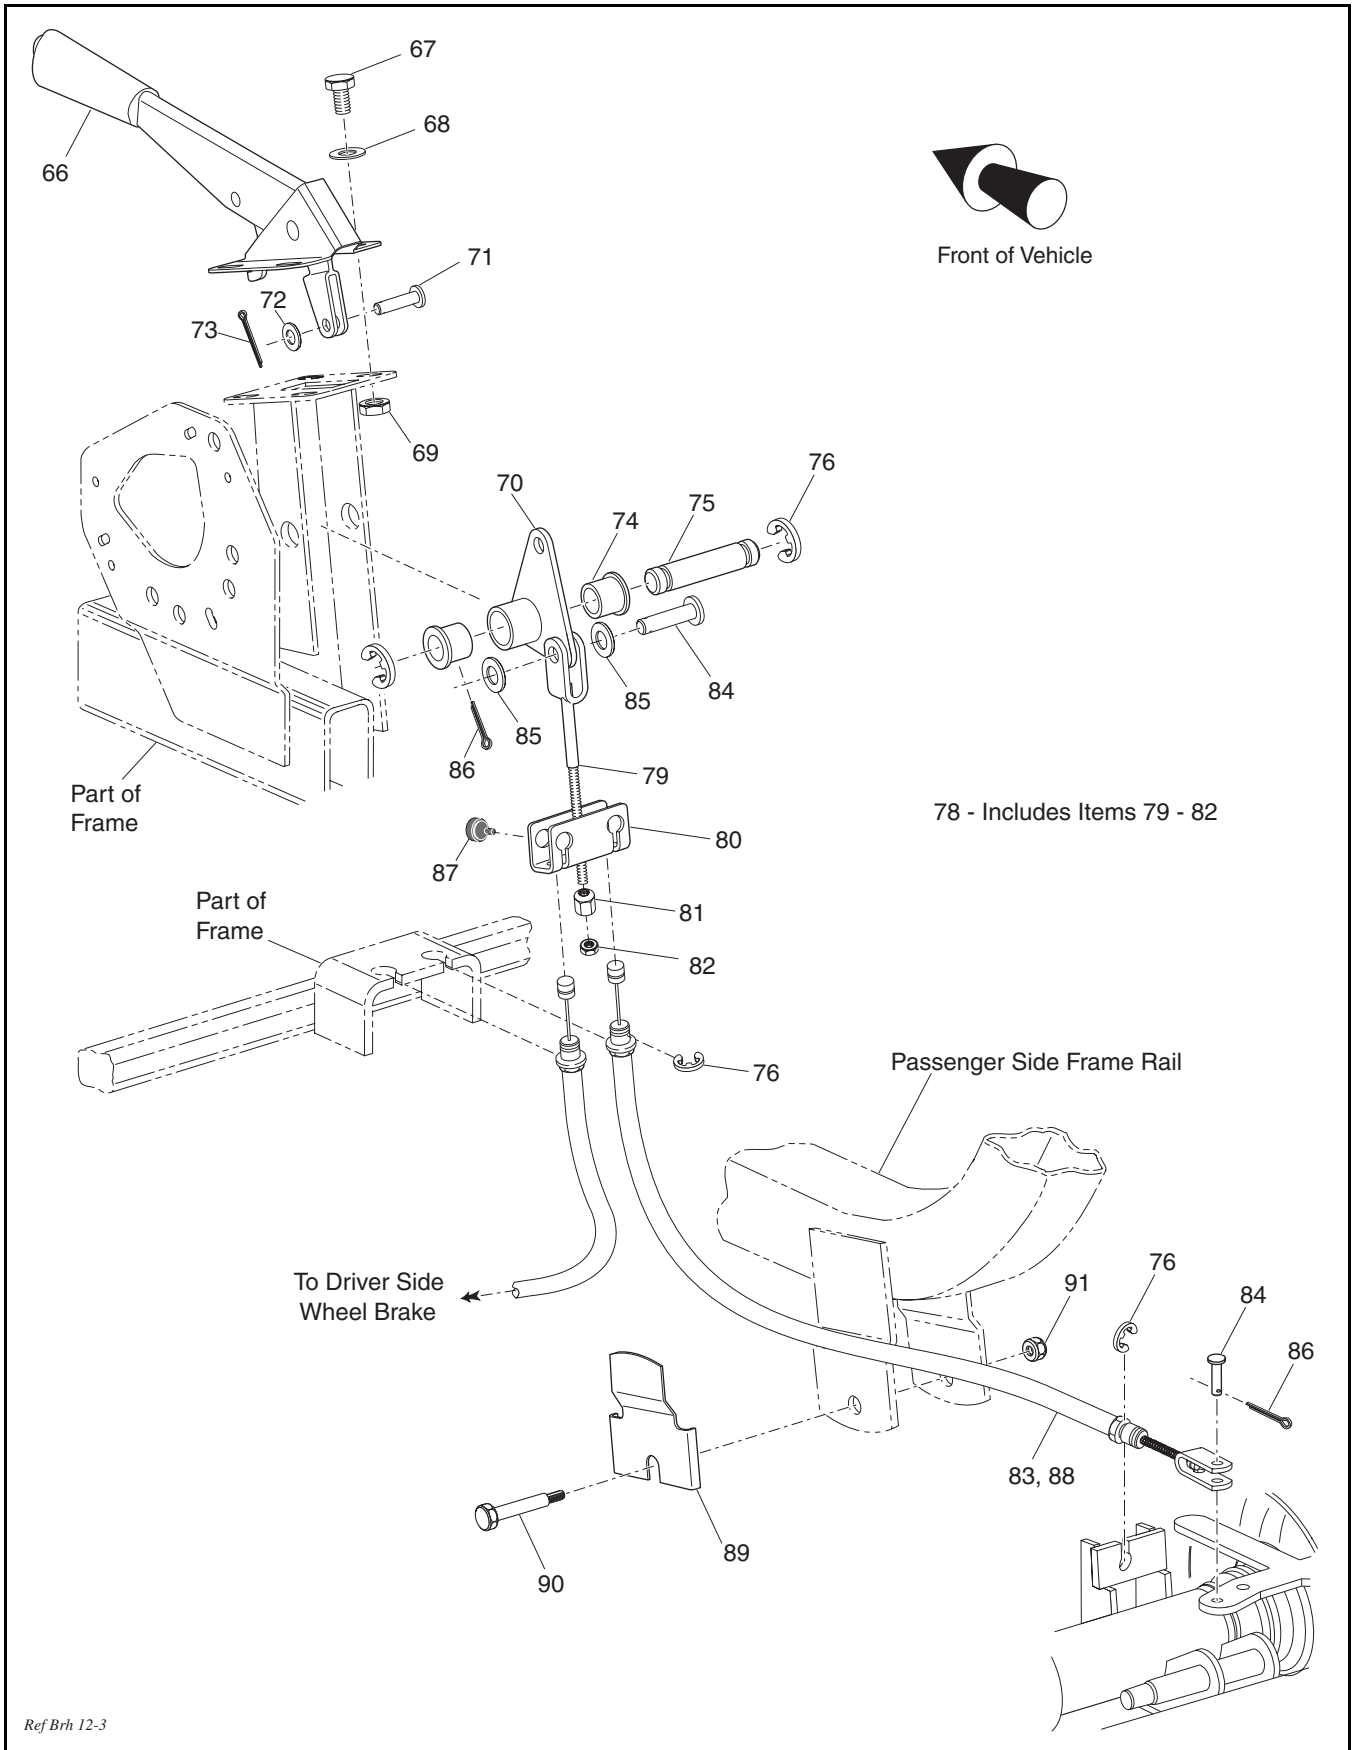 67
68
66
Front of Vehicle
71
72
73
69
76
70
75
74
85
84
85
86
79
Part of
Frame
78 - Includes Items 79 - 82
80
87
Part of
Frame
81
82
76
Passenger Side Frame Rail
To Driver Side
Wheel Brake
91
76
84
86
83, 88
89
90
Ref Brh 12-3